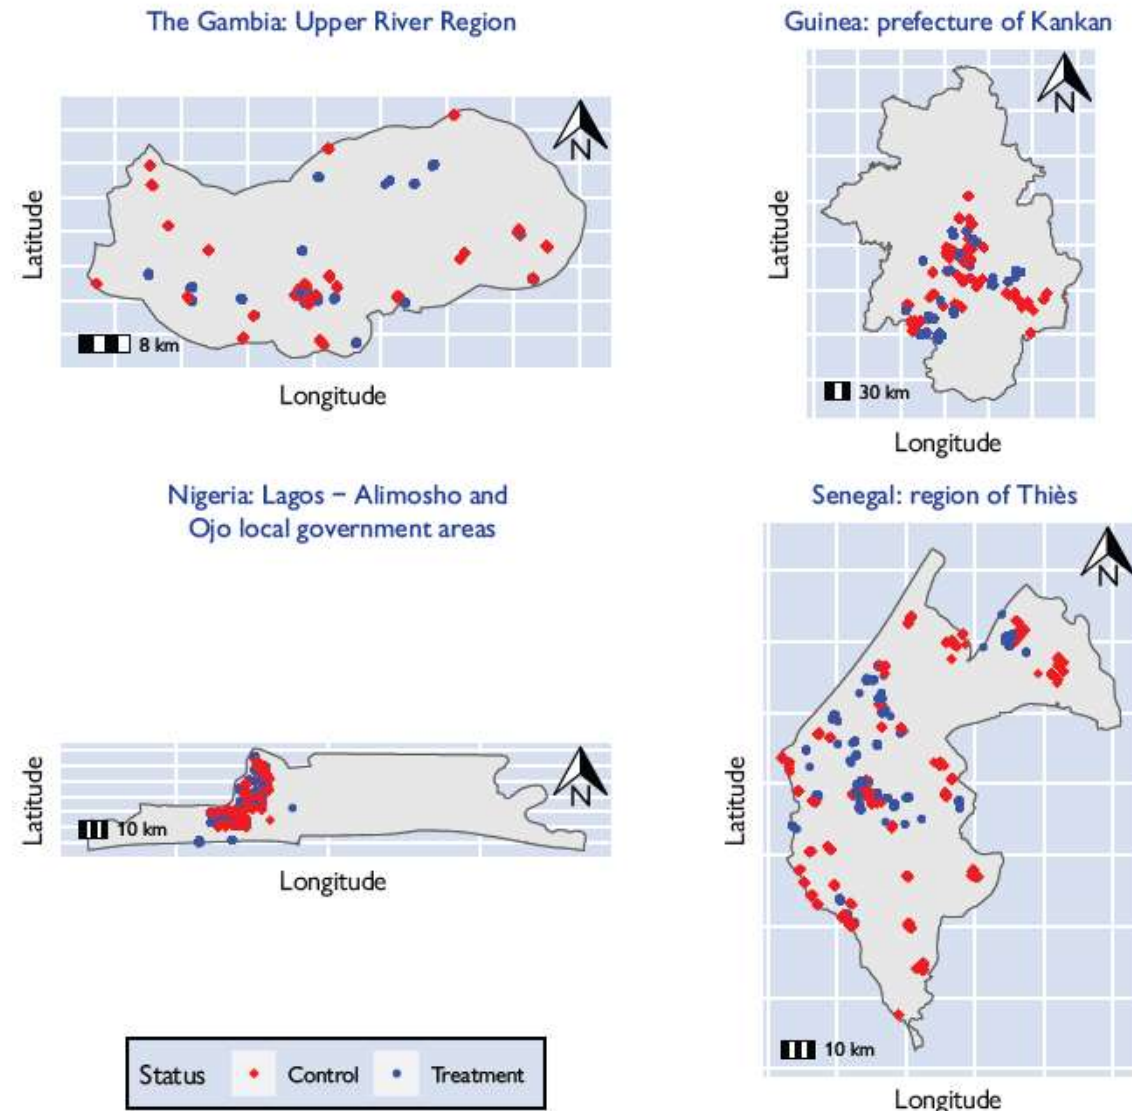 The Gambia: Upper River Region
Guinea: prefecture of Kankan
N
N
Latitude
Latitude
8 km
30 km
Longitude
Longitude
Nigeria: Lagos – Alimosho and
Ojo local government areas
Senegal: region of Thiès
N
N
Latitude
Latitude
10 km
Longitude
10 km
Status Control Treatment
Longitude